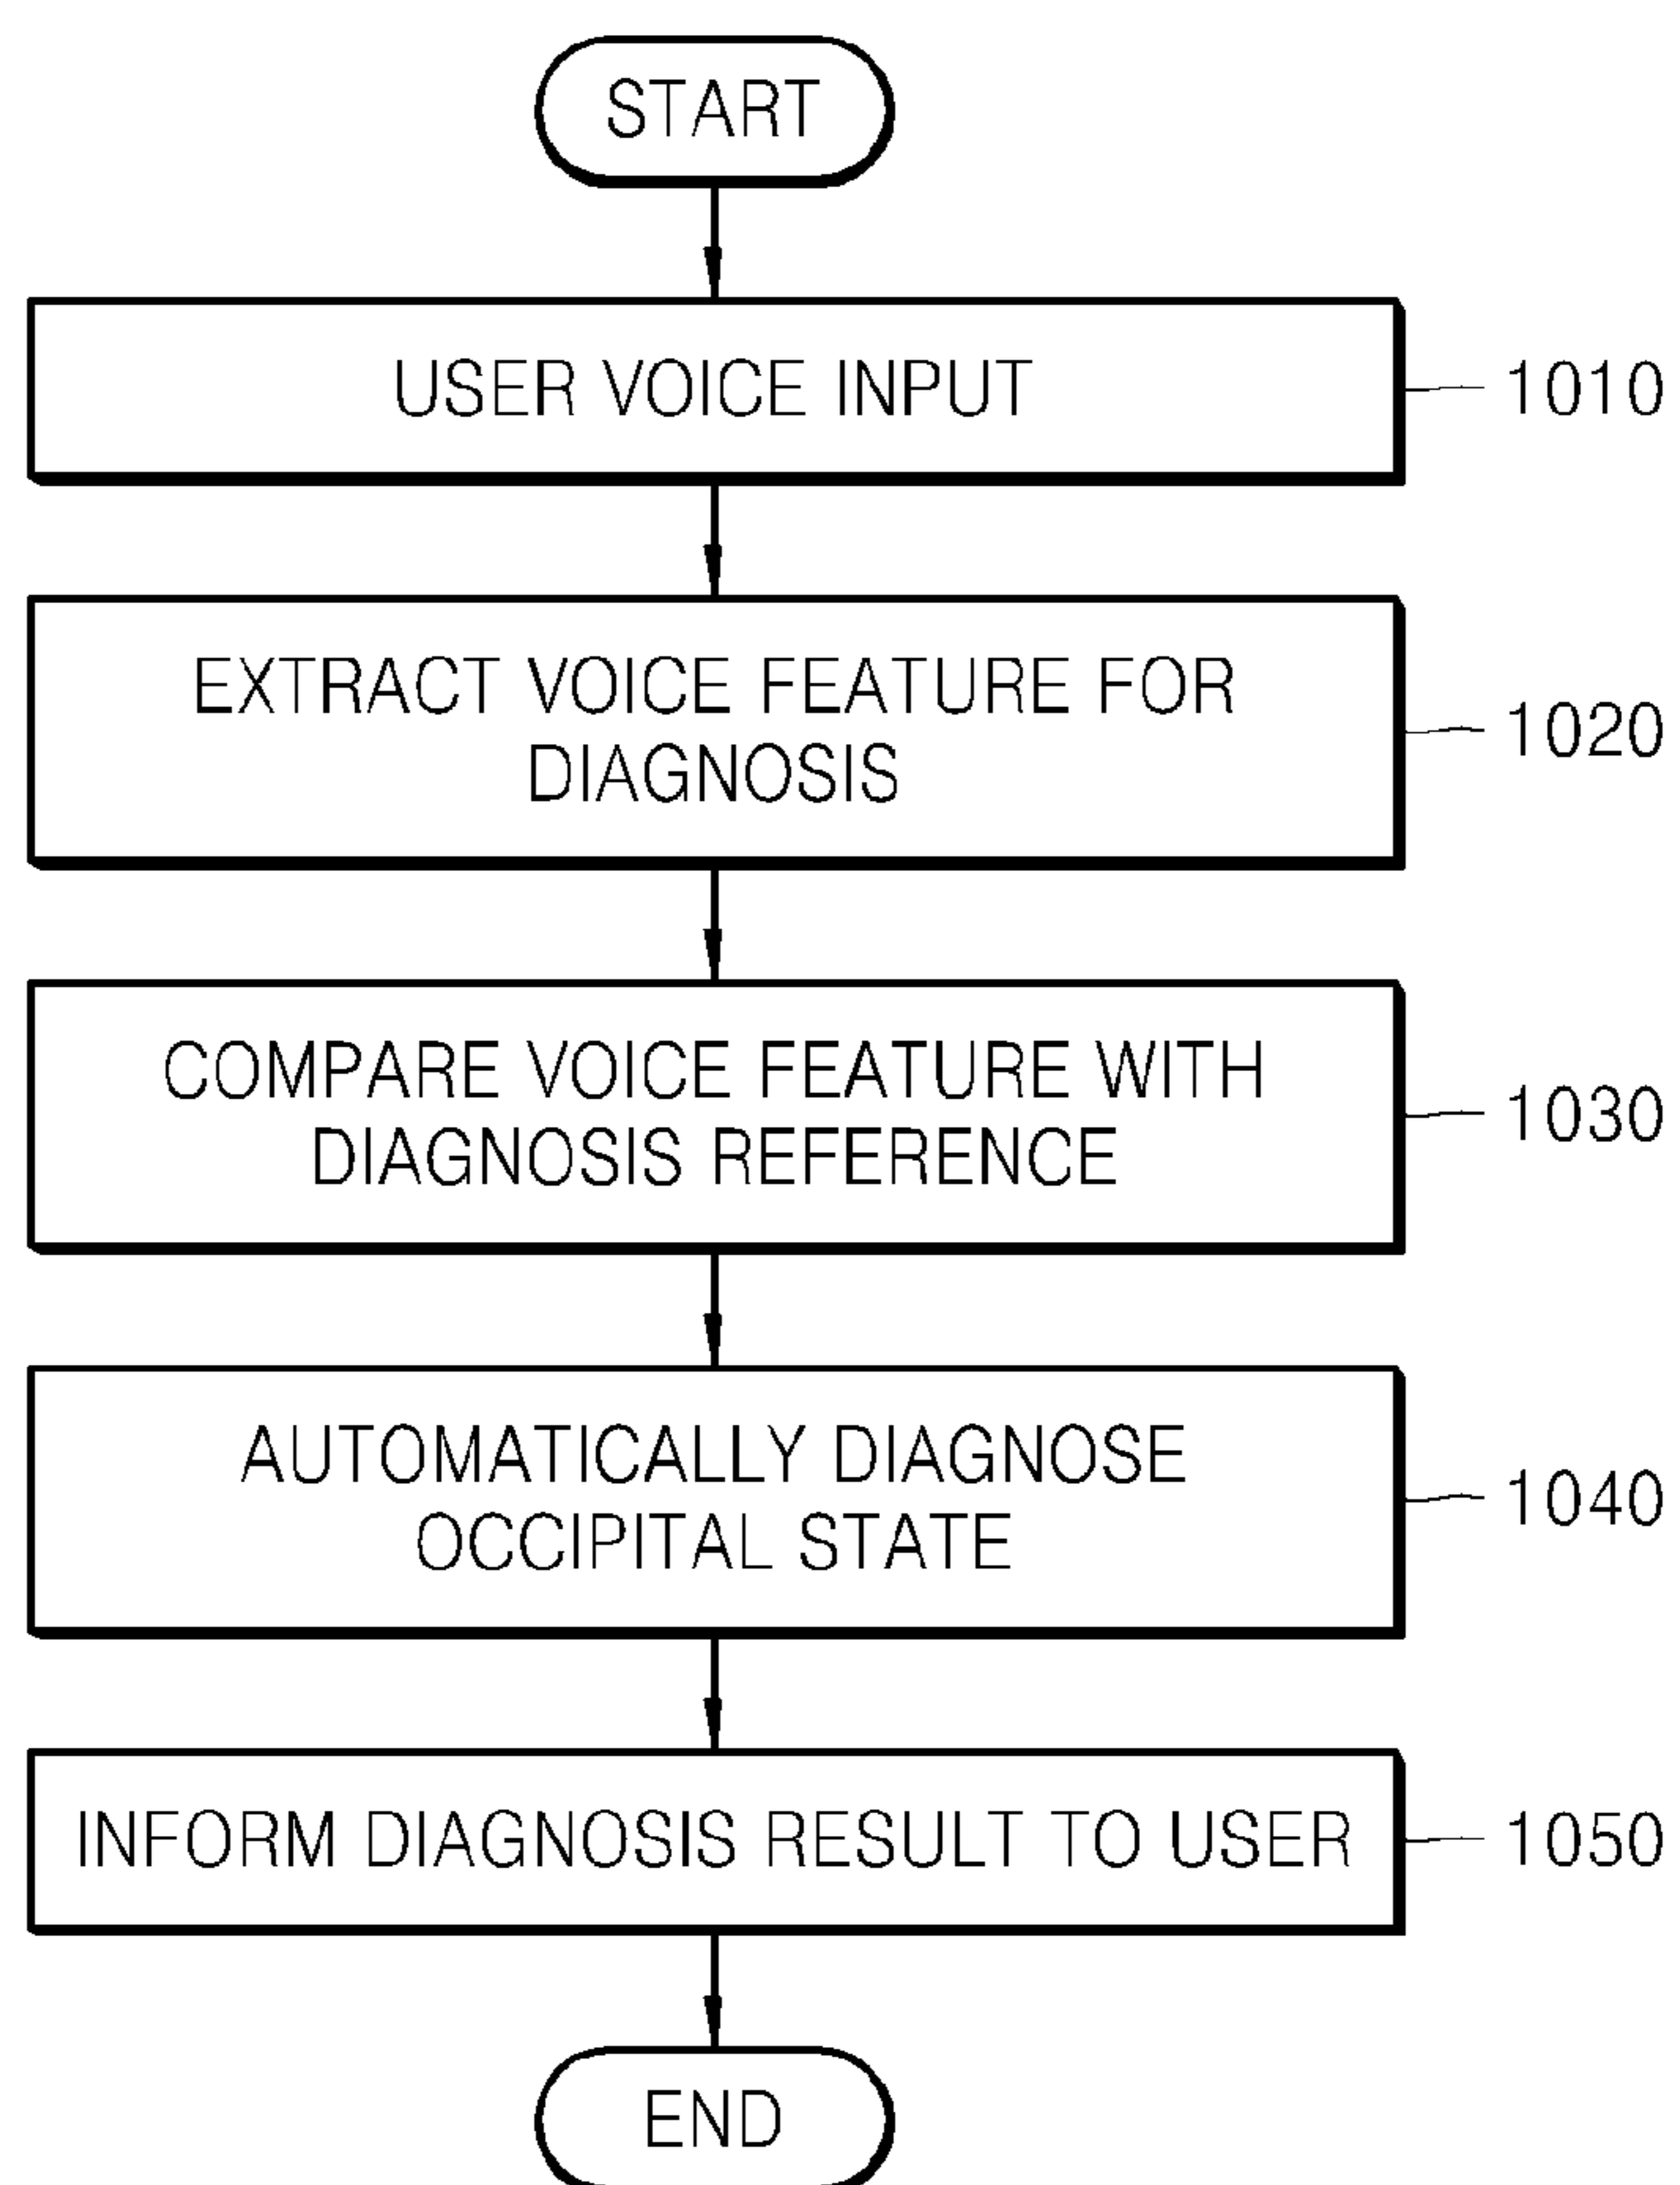 START
USER VOICE INPUT
1010
EXTRACT VOICE FEATURE FOR
DIAGNOSIS
1020
COMPARE VOICE FEATURE WITH
DIAGNOSIS REFERENCE
1030
AUTOMATICALLY DIAGNOSE
OCCIPITAL STATE
1040
INFORM DIAGNOSIS RESULT TO USER
1050
END